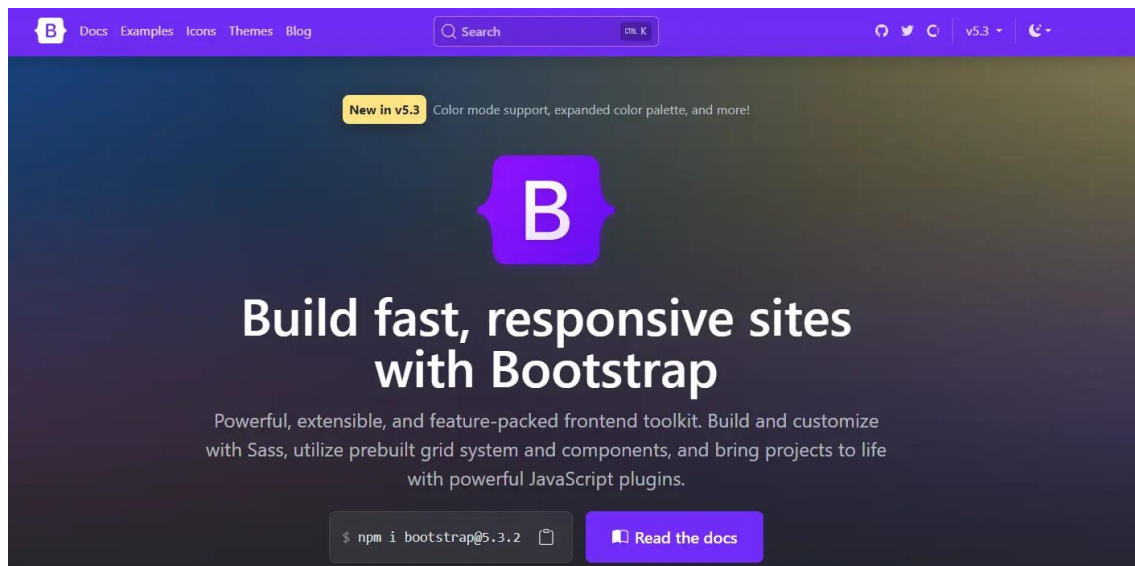 B Docs Examples Icons Themes Blog Search CTRL K v5.3
New in v5.3 Color mode support, expanded color palette, and more!
B
Build fast, responsive sites
with Bootstrap
Powerful, extensible, and feature-packed frontend toolkit. Build and customize
with Sass, utilize prebuilt grid system and components, and bring projects to life
with powerful JavaScript plugins.
$ npm i bootstrap@5.3.2 Read the docs